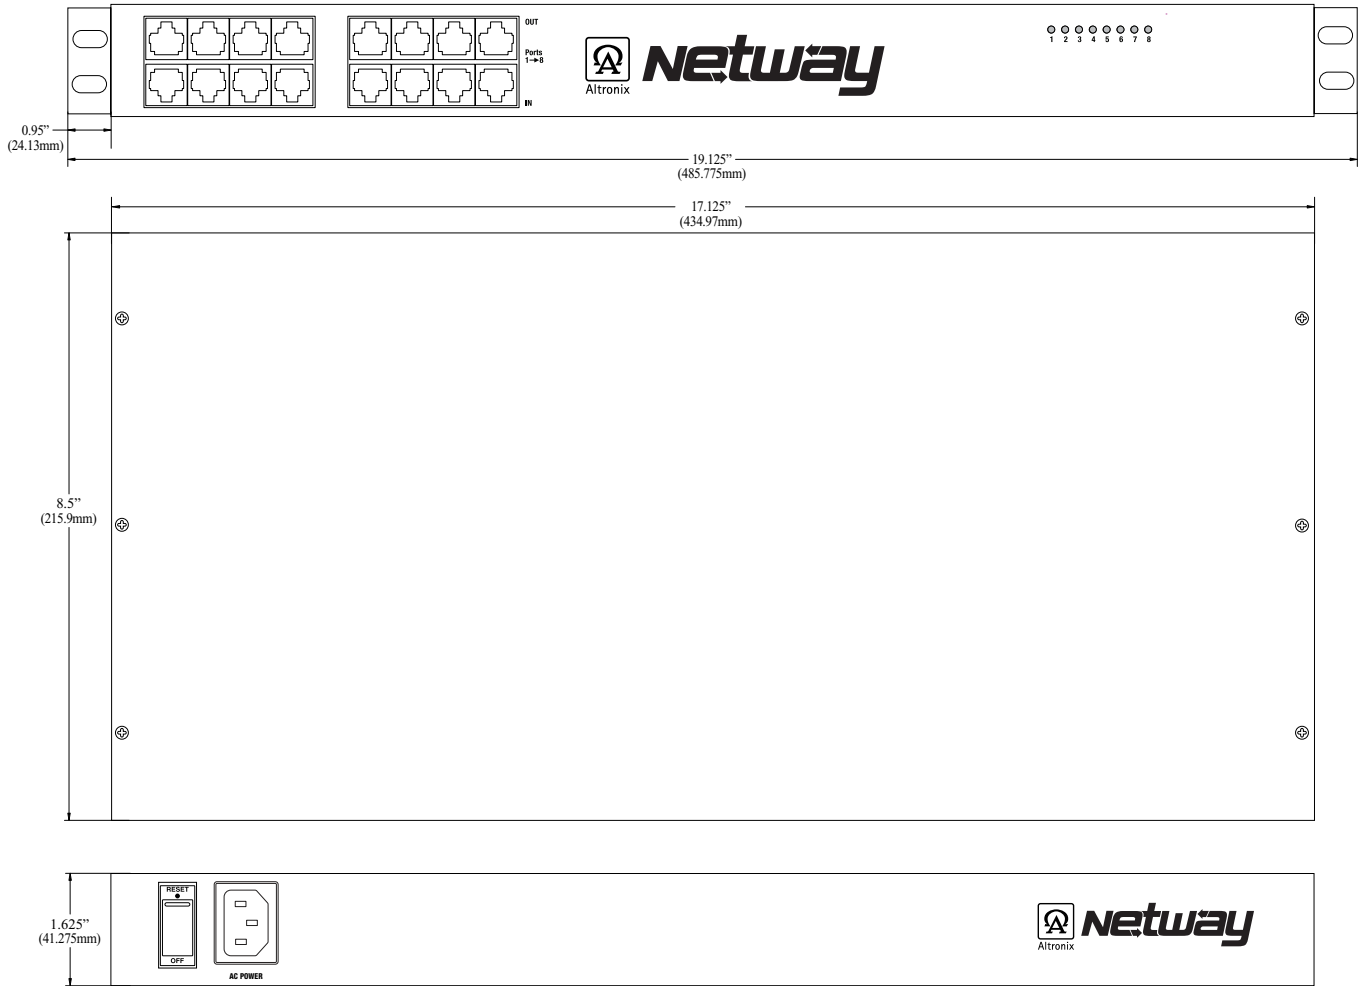 OUT
Ports
1→8
IN
Altronix
Netway
1 2 3 4 5 6 7 8
0.95”
(24.13mm)
19.125”
(485.775mm)
17.125”
(434.97mm)
8.5”
(215.9mm)
1.625”
(41.275mm)
RESET
OFF
AC POWER
Altronix
Netway